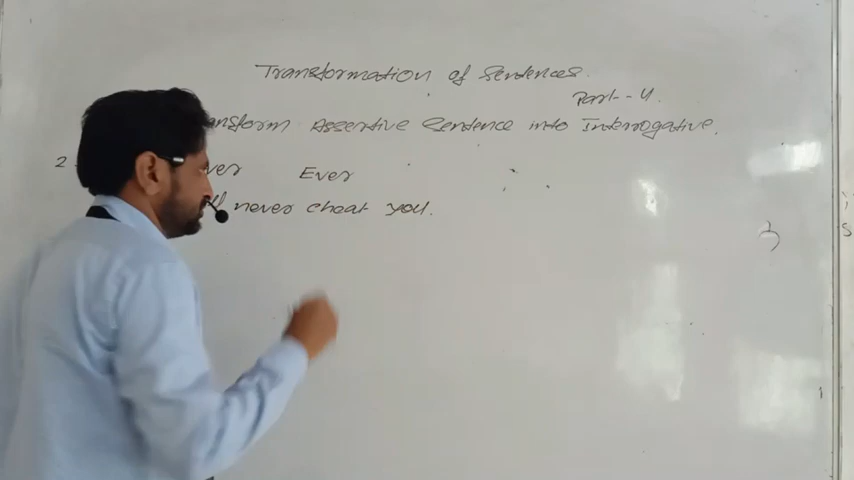 Transformation of Sentences.
Part-- 4.
ansform Assertive Sentence into Interrogative.
2 ver Ever
ll never cheat you.